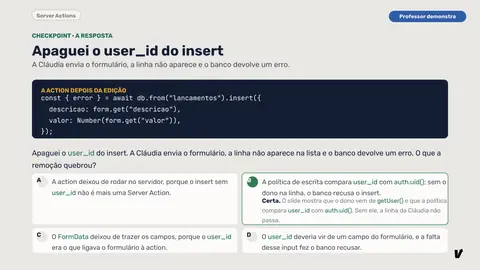 Server Actions
Professor demonstra
CHECKPOINT • A RESPOSTA
Apaguei o user_id do insert
A Cláudia envia o formulário, a linha não aparece e o banco devolve um erro.
A ACTION DEPOIS DA EDIÇÃO
const { error } = await db.from("lancamentos").insert({
descricao: form.get("descricao"),
valor: Number(form.get("valor")),
});
Apaguei o user_id do insert. A Cláudia envia o formulário, a linha não aparece na lista e o banco devolve um erro. O que a
remoção quebrou?
A
A action deixou de rodar no servidor, porque o insert sem
user_id não é mais uma Server Action.
A política de escrita compara user_id com auth.uid(): sem o
dono na linha, o banco recusa o insert.
Certa. O slide mostra que o dono vem de getUser() e que a política
compara user_id com auth.uid(). Sem ele, a linha da Cláudia não
passa.
C
O FormData deixou de trazer os campos, porque o user_id
era o que ligava o formulário à action.
D
O user_id deveria vir de um campo do formulário, e a falta
desse input fez o banco recusar.